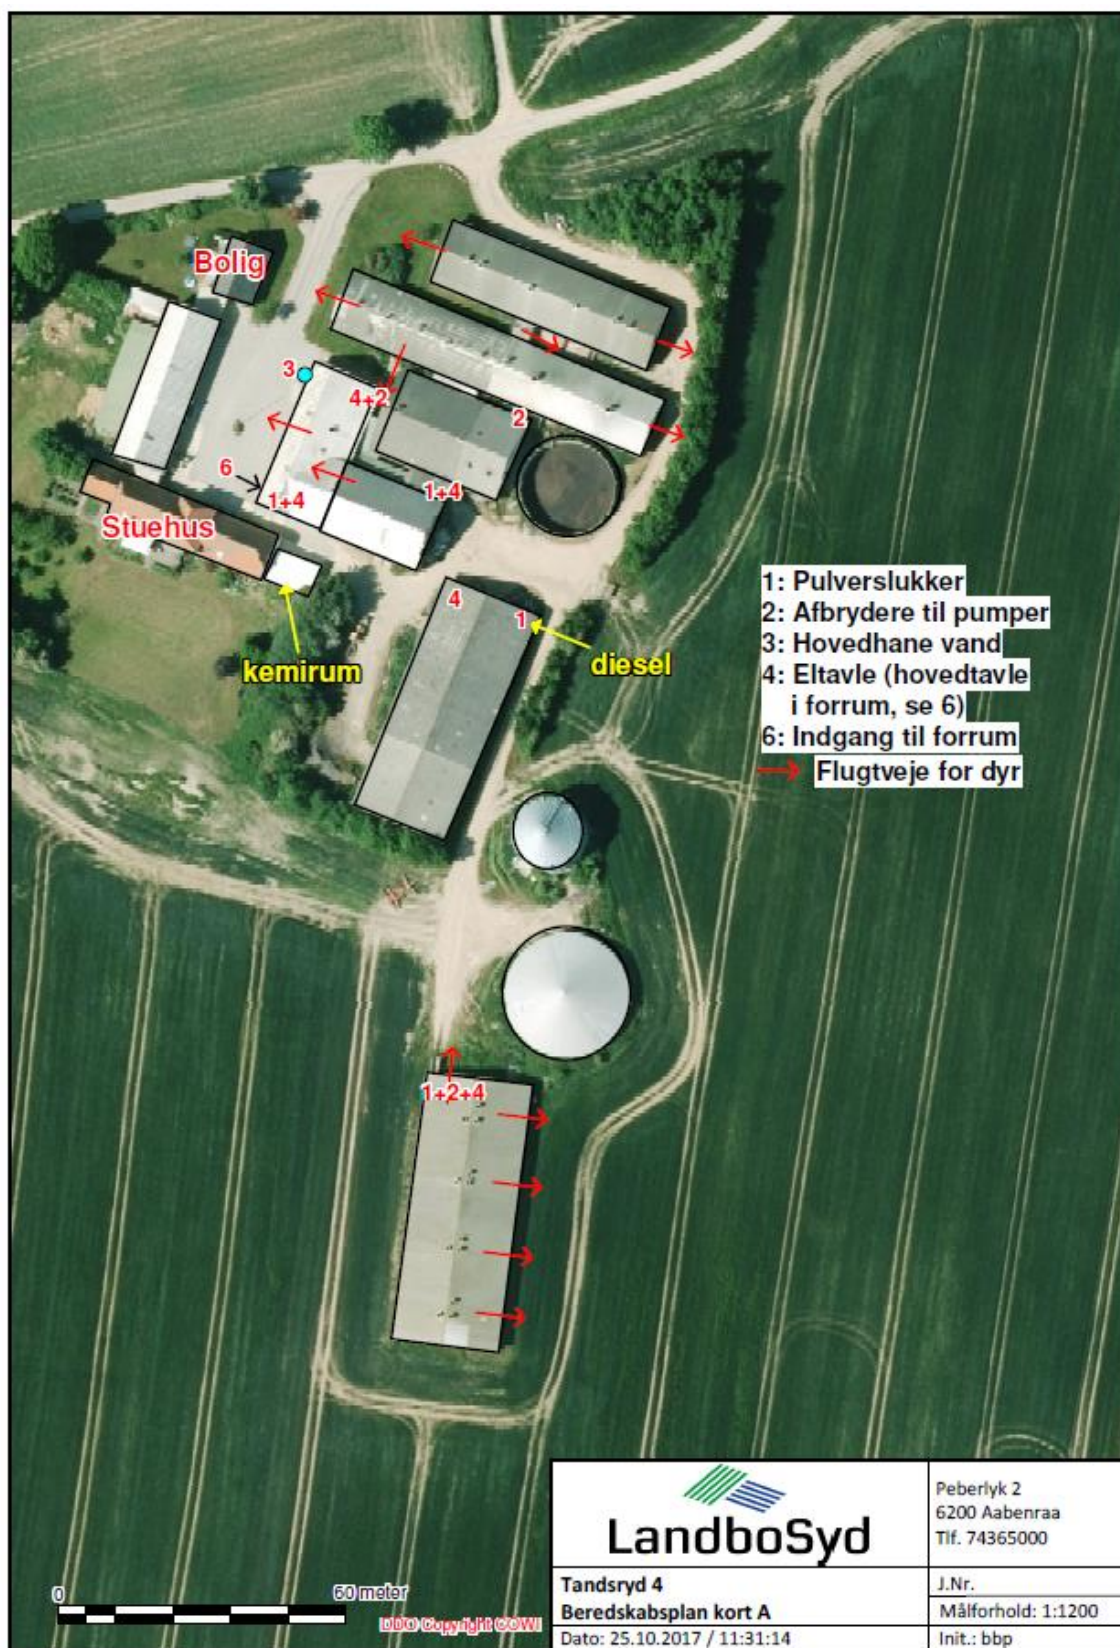 Bolig
3
4+2
2
6
1+4
1+4
Stuehus
4
1
kemirum
diesel
1: Pulverslukker
2: Afbrydere til pumper
3: Hovedhane vand
4: Eltavle (hovedtavle
i forrum, se 6)
6: Indgang til forrum
Flugtveje for dyr
1+2+4
0
60 meter
DDO Copyright COWI
LandboSyd
Peberlyk 2
6200 Aabenraa
Tlf. 74365000
Tandsryd 4
Beredskabsplan kort A
Dato: 25.10.2017 / 11:31:14
J.Nr.
Målforhold: 1:1200
Init.: bbp